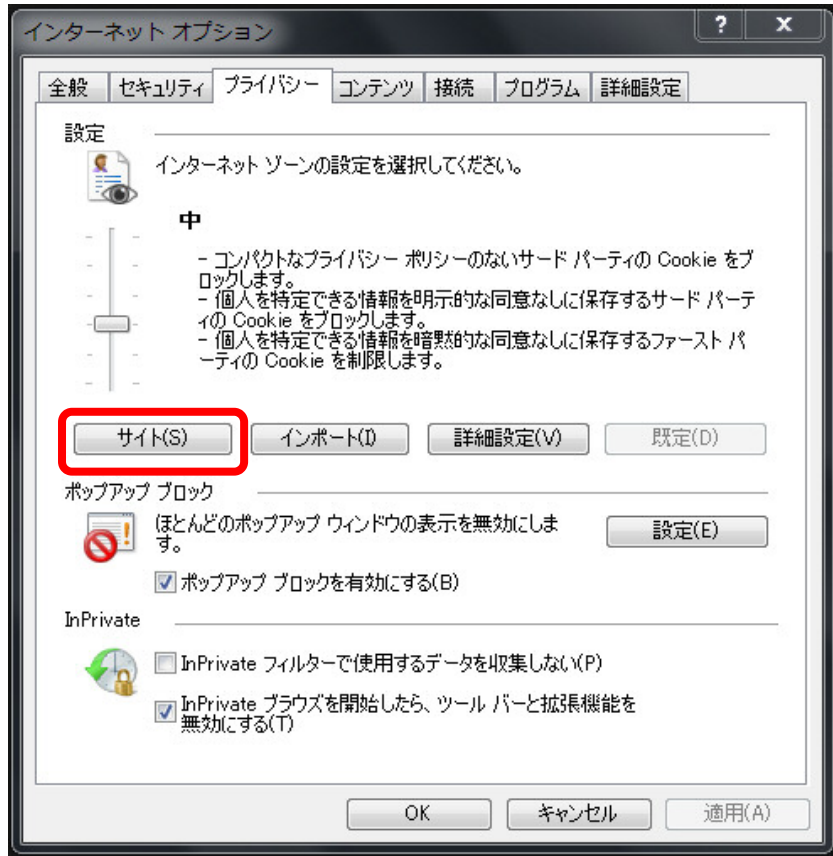 インターネット オプション
? x
全般 セキュリティ プライバシー コンテンツ 接続 プログラム 詳細設定
設定
インターネット ゾーンの設定を選択してください。
中
- コンパクトなプライバシー ポリシーのないサード パーティの Cookie をブ
ロックします。
- 個人を特定できる情報を明示的な同意なしに保存するサード パーテ
ィの Cookie をブロックします。
- 個人を特定できる情報を暗黙的な同意なしに保存するファースト パ
ーティの Cookie を制限します。
サイト(S) インポート(I) 詳細設定(V) 既定(D)
ポップアップ ブロック
ほとんどのポップアップ ウィンドウの表示を無効にしま
す。
設定(E)
ポップアップ ブロックを有効にする(B)
InPrivate
InPrivate フィルターで使用するデータを収集しない(P)
InPrivate ブラウズを開始したら、ツール バーと拡張機能を
無効にする(T)
OK キャンセル 適用(A)